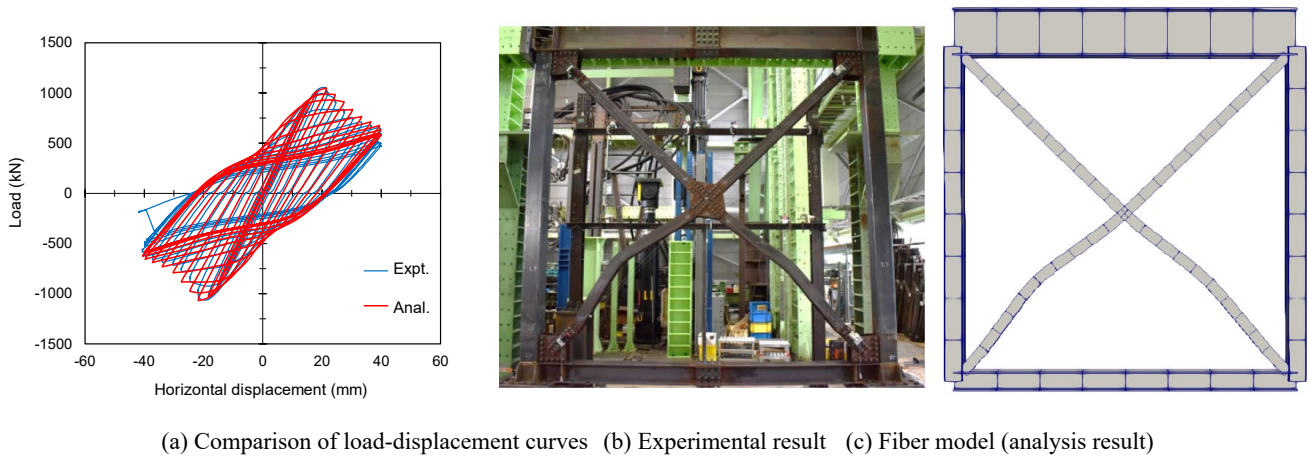 1500
1000
500
0
-500
-1000
-1500
Load (kN)
-60 -40 -20 0 20 40 60
Horizontal displacement (mm)
Expt.
Anal.
(a) Comparison of load-displacement curves (b) Experimental result (c) Fiber model (analysis result)